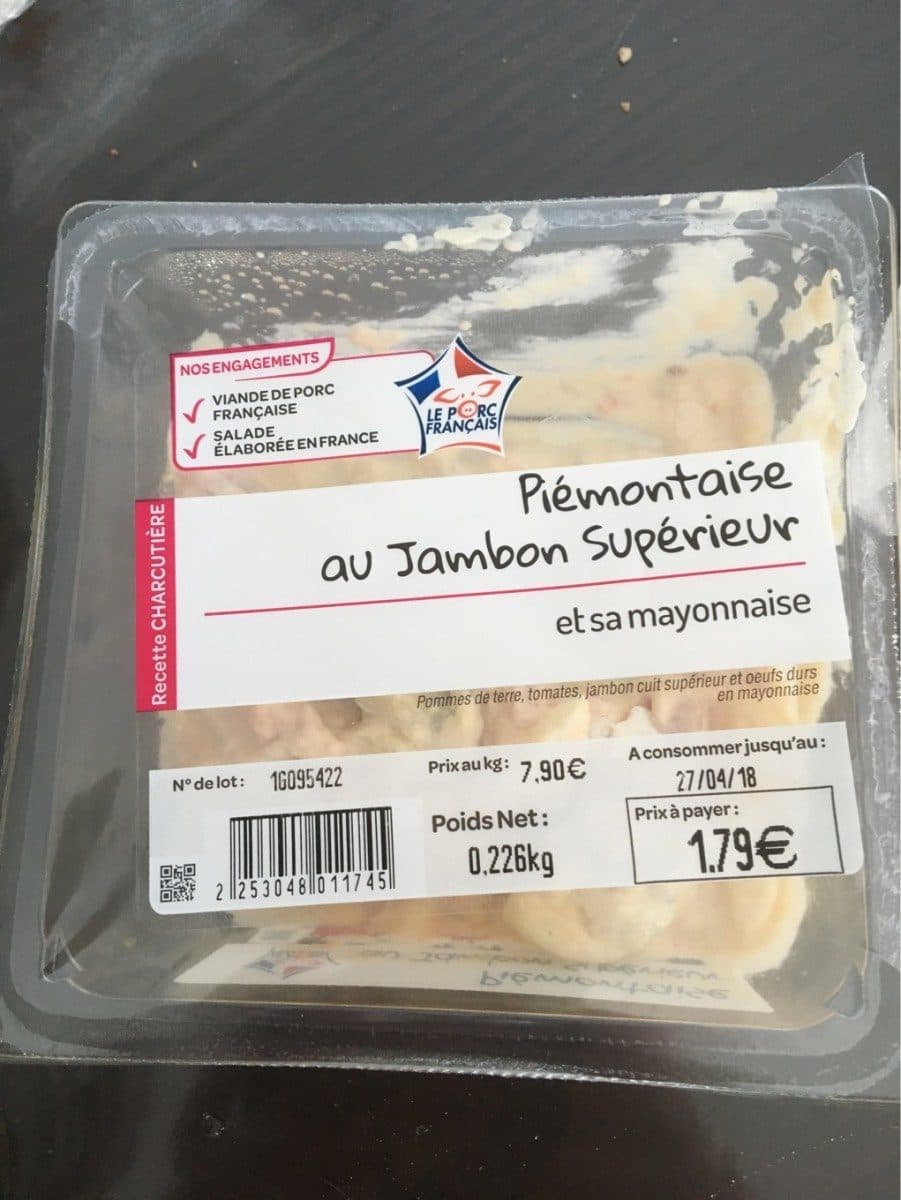 NOS ENGAGEMENTS
VIANDE DE PORC
FRANÇAISE
SALADE
ÉLABORÉE EN FRANCE
LE PORC
FRANÇAIS
Recette CHARCUTIÈRE
Piémontaise
au Jambon Supérieur
et sa mayonnaise
Pommes de terre, tomates, jambon cuit supérieur et oeufs durs
en mayonnaise
N° de lot: 1G095422
Prix au kg: 7,90€
A consommer jusqu'au:
27/04/18
Poids Net:
0,226kg
Prix à payer:
1.79€
2 253048 011745